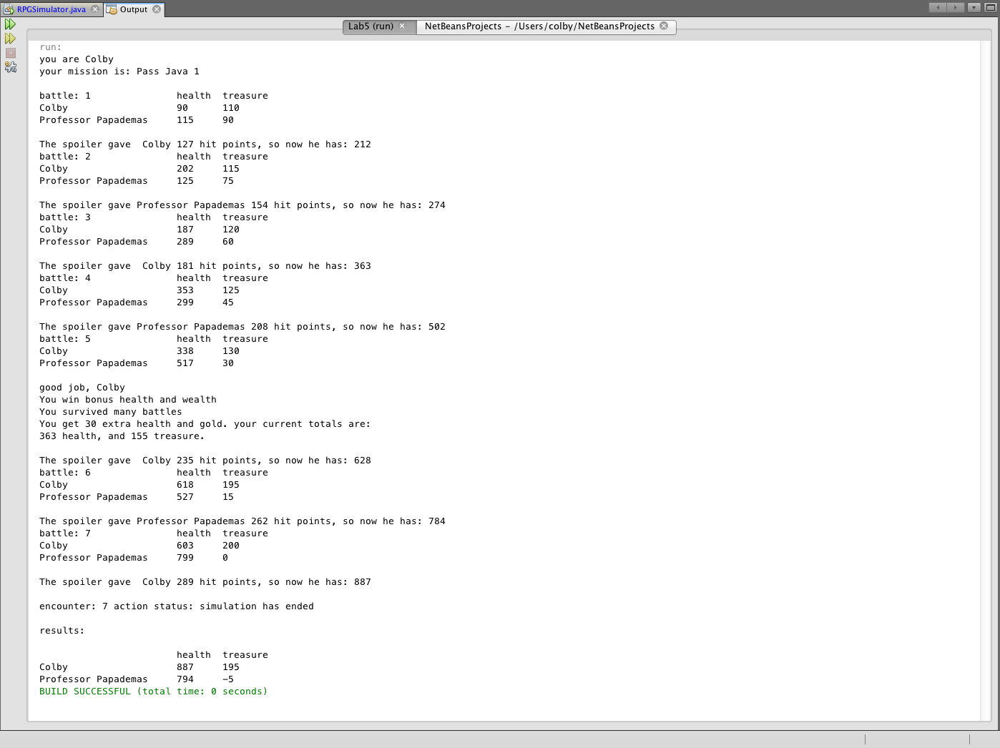 RPGSimulator.java
Output
Lab5 (run)
NetBeansProjects - /Users/colby/NetBeansProjects
run:
you are Colby
your mission is: Pass Java 1
battle: 1 health treasure
Colby 90 110
Professor Papademas 115 90
The spoiler gave  Colby 127 hit points, so now he has: 212
battle: 2 health treasure
Colby 202 115
Professor Papademas 125 75
The spoiler gave Professor Papademas 154 hit points, so now he has: 274
battle: 3 health treasure
Colby 187 120
Professor Papademas 289 60
The spoiler gave  Colby 181 hit points, so now he has: 363
battle: 4 health treasure
Colby 353 125
Professor Papademas 299 45
The spoiler gave Professor Papademas 208 hit points, so now he has: 502
battle: 5 health treasure
Colby 338 130
Professor Papademas 517 30
good job, Colby
You win bonus health and wealth
You survived many battles
You get 30 extra health and gold. your current totals are:
363 health, and 155 treasure.
The spoiler gave  Colby 235 hit points, so now he has: 628
battle: 6 health treasure
Colby 618 195
Professor Papademas 527 15
The spoiler gave Professor Papademas 262 hit points, so now he has: 784
battle: 7 health treasure
Colby 603 200
Professor Papademas 799 0
The spoiler gave  Colby 289 hit points, so now he has: 887
encounter: 7 action status: simulation has ended
results:
health treasure
Colby 887 195
Professor Papademas 794 -5
BUILD SUCCESSFUL (total time: 0 seconds)